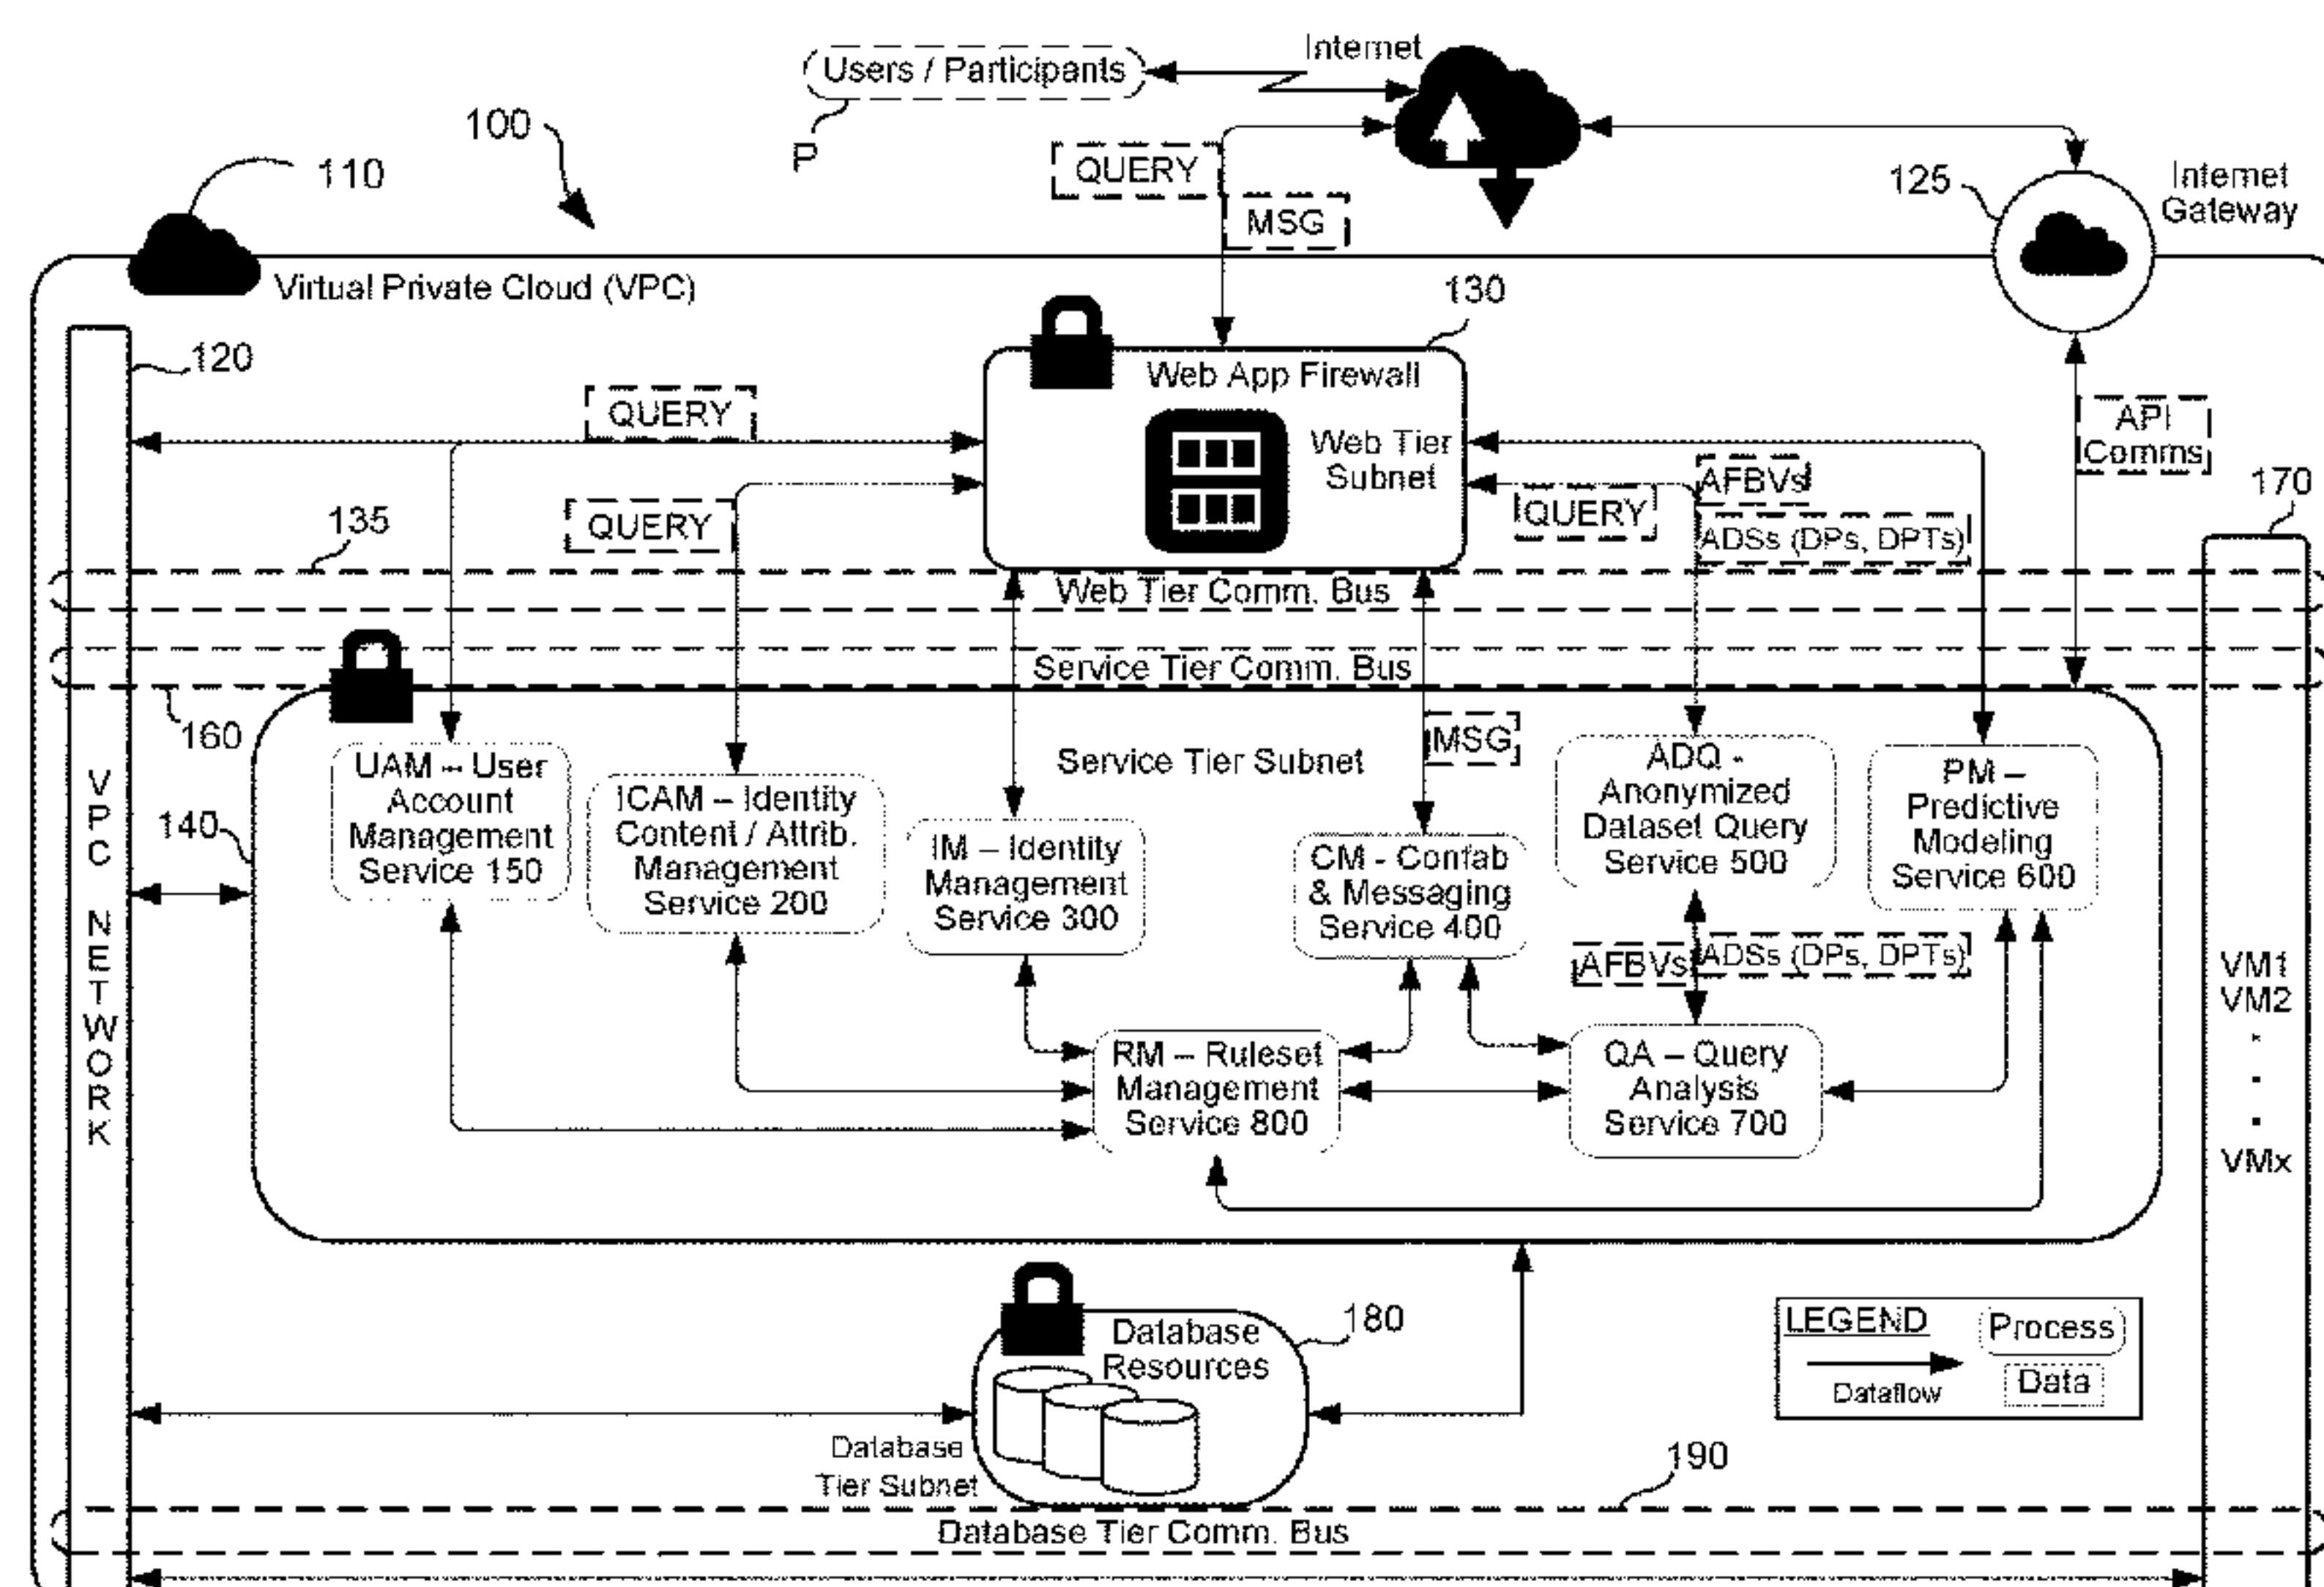 Internet
Users / Participants
100
P
110
QUERY
MSG
125
Internet
Gateway
Virtual Private Cloud (VPC)
130
120
Web App Firewall
QUERY
Web Tier
Subnet
API
Comms
AFBVs
170
QUERY
QUERY
ADSs (DPs, DPTs)
135
Web Tier Comm. Bus
Service Tier Comm. Bus
160
VPC NETWORK
140
Service Tier Subnet
MSG
UAM – User
Account
Management
Service 150
ICAM – Identity
Content / Attrib.
Management
Service 200
IM – Identity
Management
Service 300
CM - Confab
& Messaging
Service 400
ADQ -
Anonymized
Dataset Query
Service 500
PM –
Predictive
Modeling
Service 600
AFBVs
ADSs (DPs, DPTs)
VM1
VM2
.
.
.
VMx
RM – Ruleset
Management
Service 800
QA – Query
Analysis
Service 700
180
Database
Resources
LEGEND
Process
Dataflow
Data
Database
Tier Subnet
190
Database Tier Comm. Bus